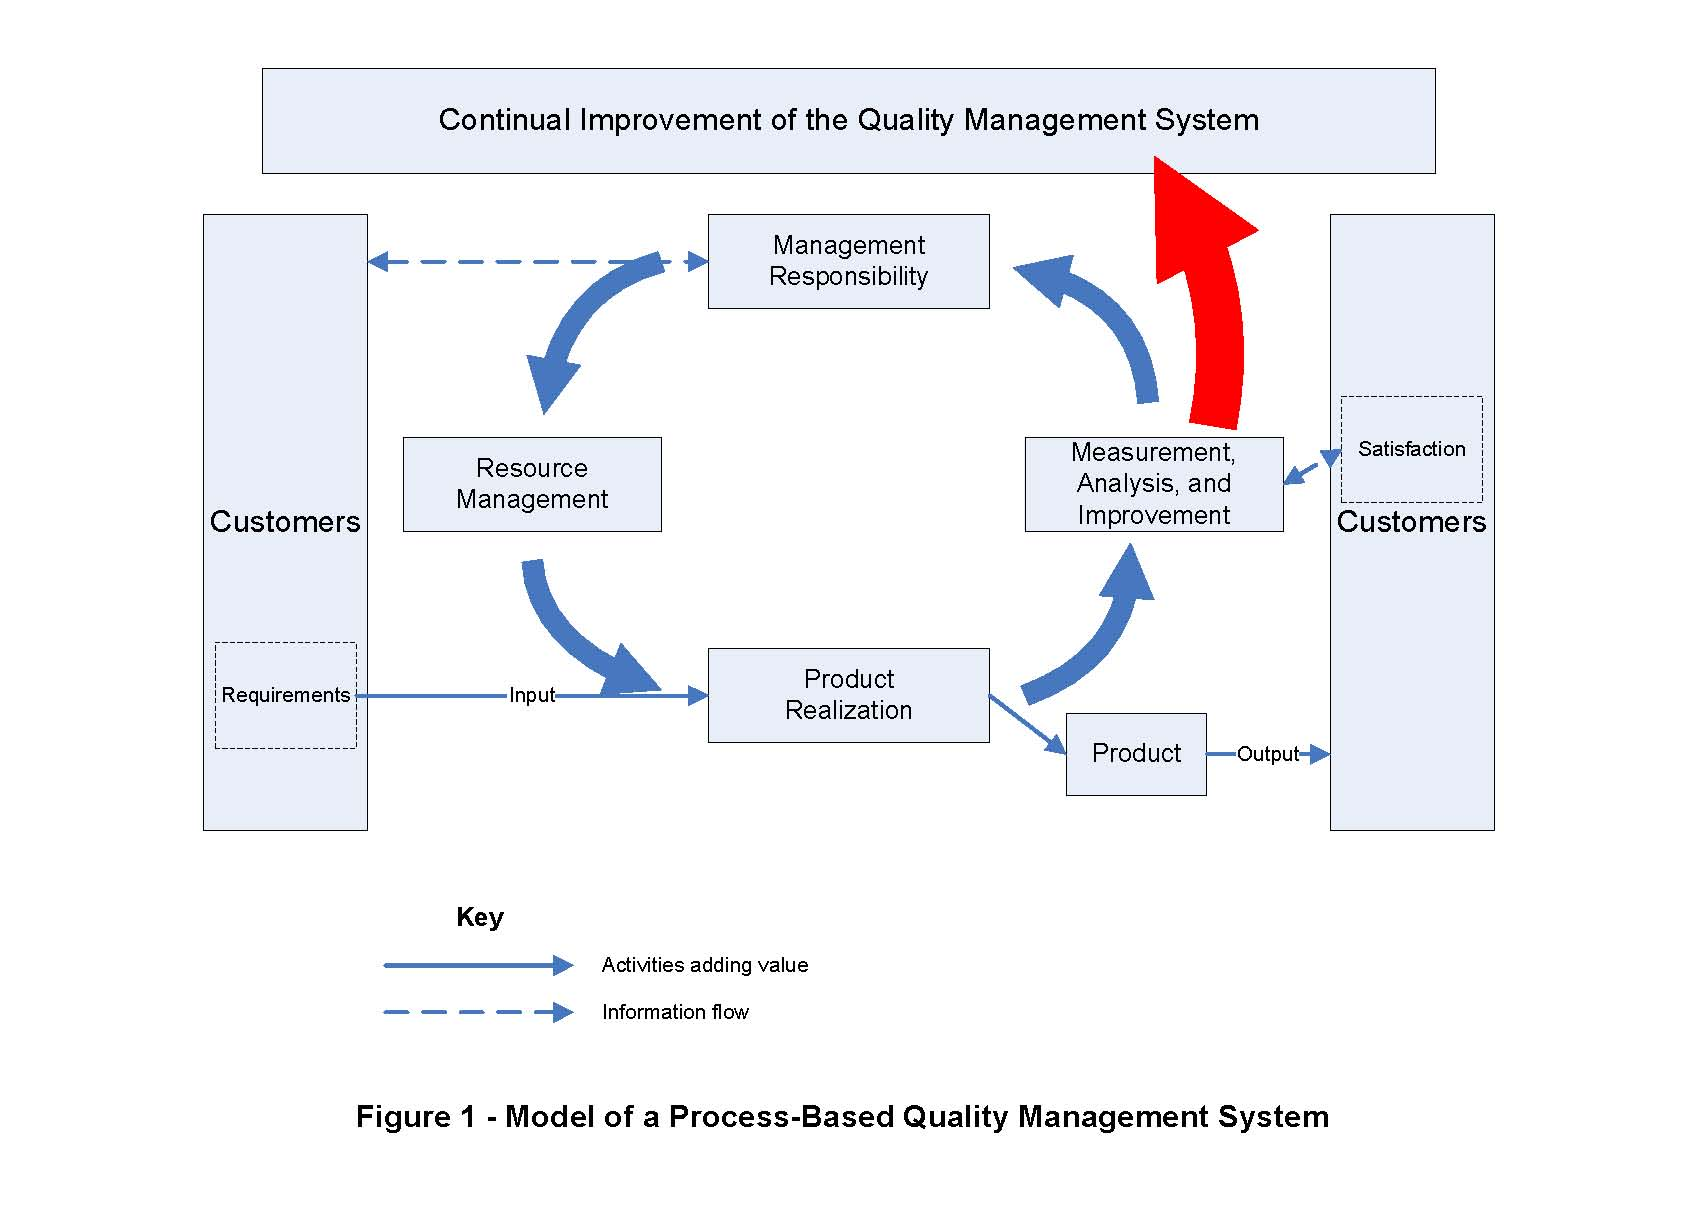 Continual Improvement of the Quality Management System
Management
Responsibility
Resource
Management
Measurement,
Analysis, and
Improvement
Satisfaction
Customers
Customers
Requirements
Input
Product
Realization
Product
Output
Key
Activities adding value
Information flow
Figure 1 - Model of a Process-Based Quality Management System